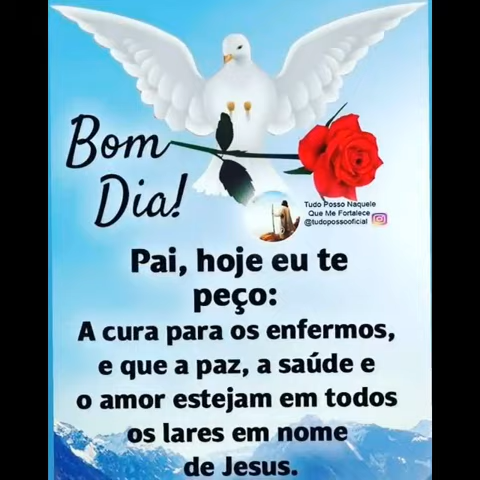 Bom
Dia!
Tudo Posso Naquele
Que Me Fortalece
@tudopossooficial
Pai, hoje eu te
peço:
A cura para os enfermos,
e que a paz, a saúde e
o amor estejam em todos
os lares em nome
de Jesus.